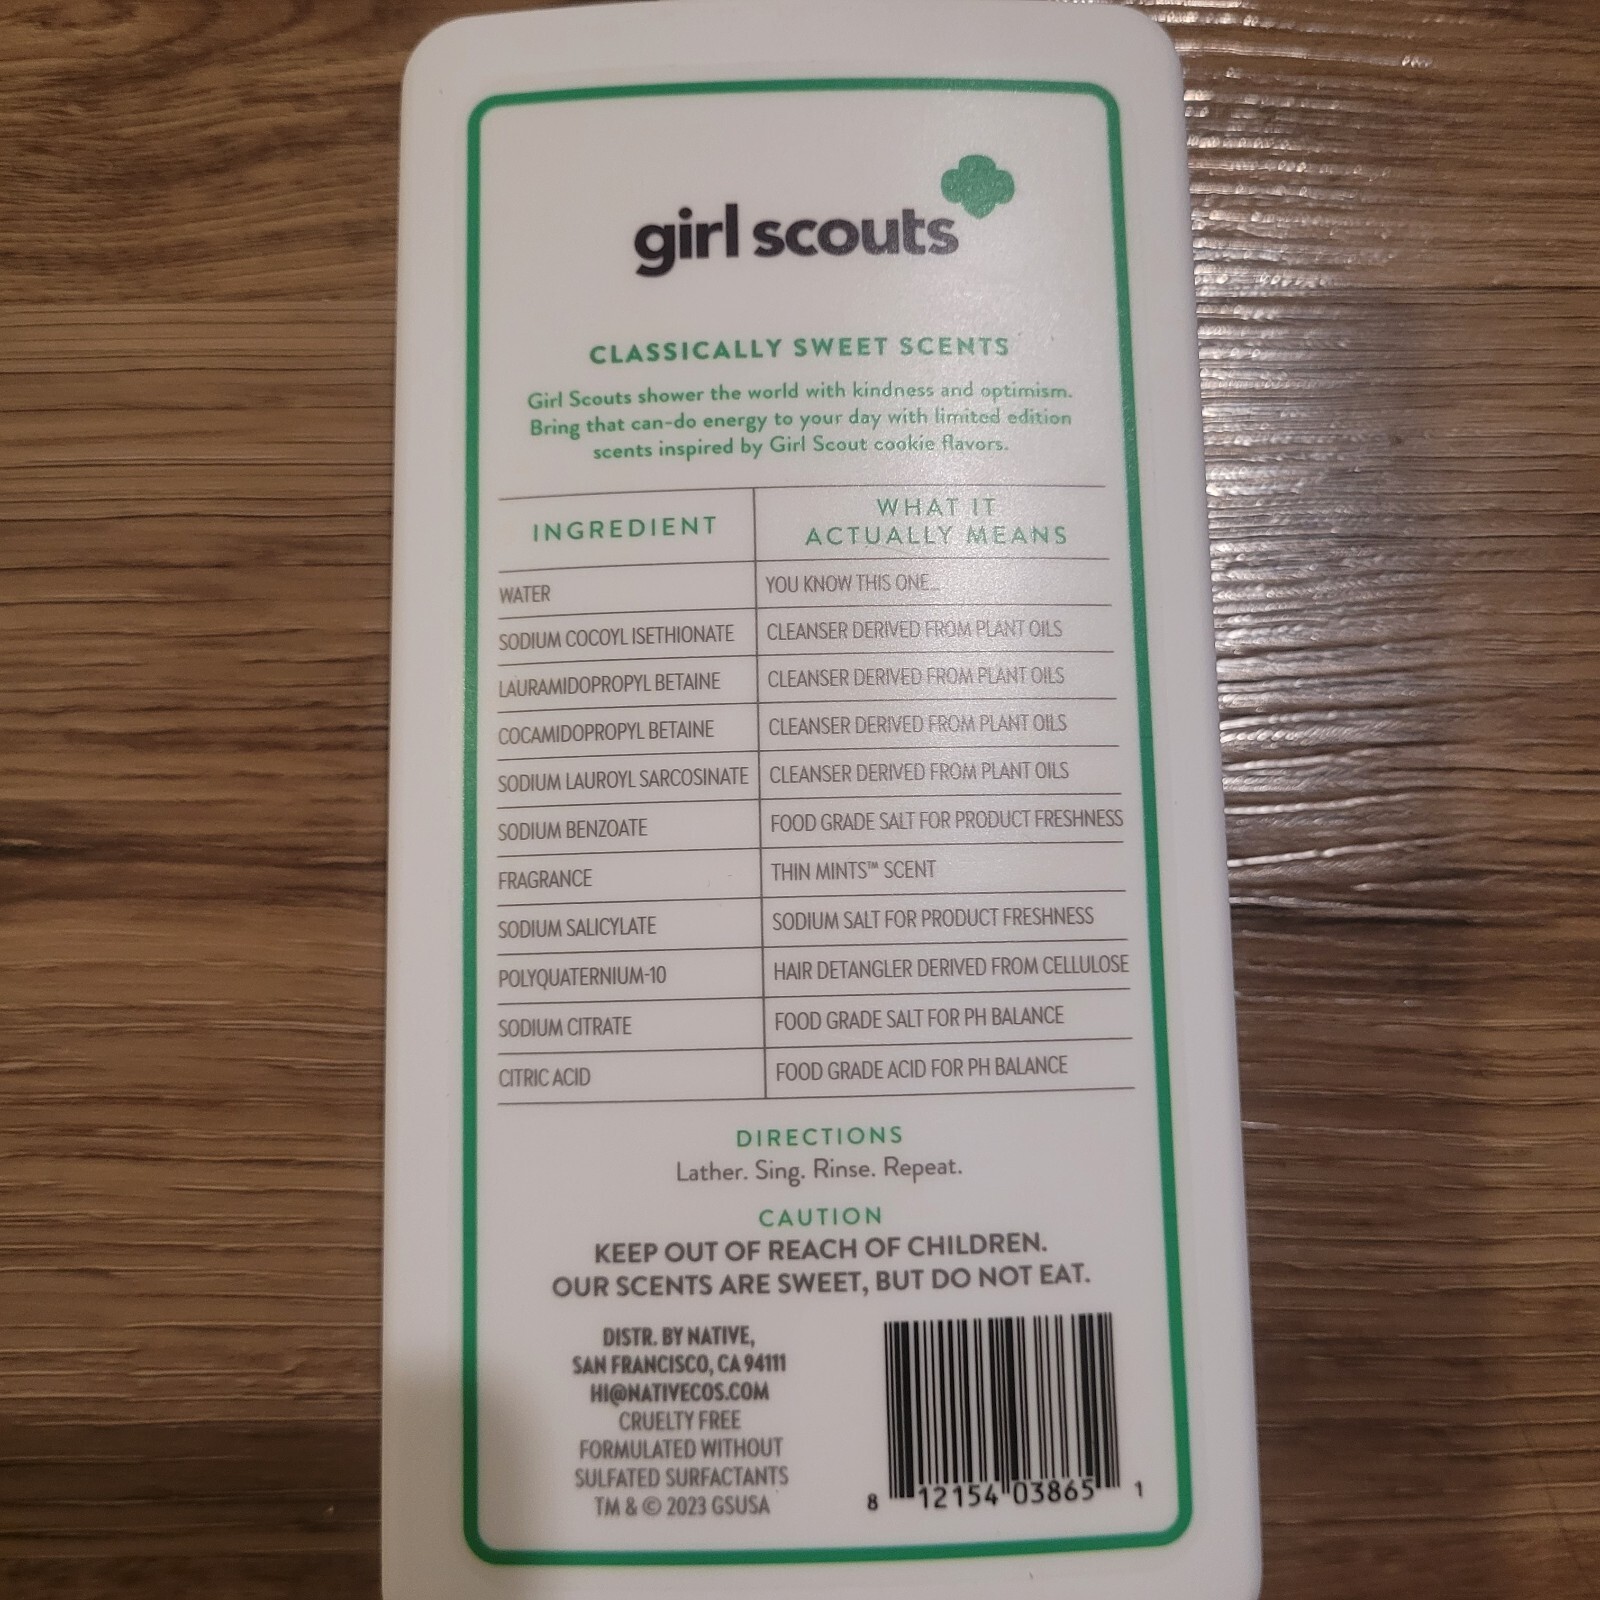 girl scouts
CLASSICALLY SWEET SCENTS
Girl Scouts shower the world with kindness and optimism.
Bring that can-do energy to your day with limited edition
scents inspired by Girl Scout cookie flavors.
INGREDIENT
WHAT IT
ACTUALLY MEANS
WATER
YOU KNOW THIS ONE...
SODIUM COCOYL ISETHIONATE
CLEANSER DERIVED FROM PLANT OILS
LAURAMIDOPROPYL BETAINE
CLEANSER DERIVED FROM PLANT OILS
COCAMIDOPROPYL BETAINE
CLEANSER DERIVED FROM PLANT OILS
SODIUM LAUROYL SARCOSINATE
CLEANSER DERIVED FROM PLANT OILS
SODIUM BENZOATE
FOOD GRADE SALT FOR PRODUCT FRESHNESS
FRAGRANCE
THIN MINTS™ SCENT
SODIUM SALICYLATE
SODIUM SALT FOR PRODUCT FRESHNESS
POLYQUATERNIUM-10
HAIR DETANGLER DERIVED FROM CELLULOSE
SODIUM CITRATE
FOOD GRADE SALT FOR PH BALANCE
CITRIC ACID
FOOD GRADE ACID FOR PH BALANCE
DIRECTIONS
Lather. Sing. Rinse. Repeat.
CAUTION
KEEP OUT OF REACH OF CHILDREN.
OUR SCENTS ARE SWEET, BUT DO NOT EAT.
DISTR. BY NATIVE,
SAN FRANCISCO, CA 94111
HI@NATIVECOS.COM
CRUELTY FREE
FORMULATED WITHOUT
SULFATED SURFACTANTS
TM & © 2023 GSUSA
8 12154 03865 1